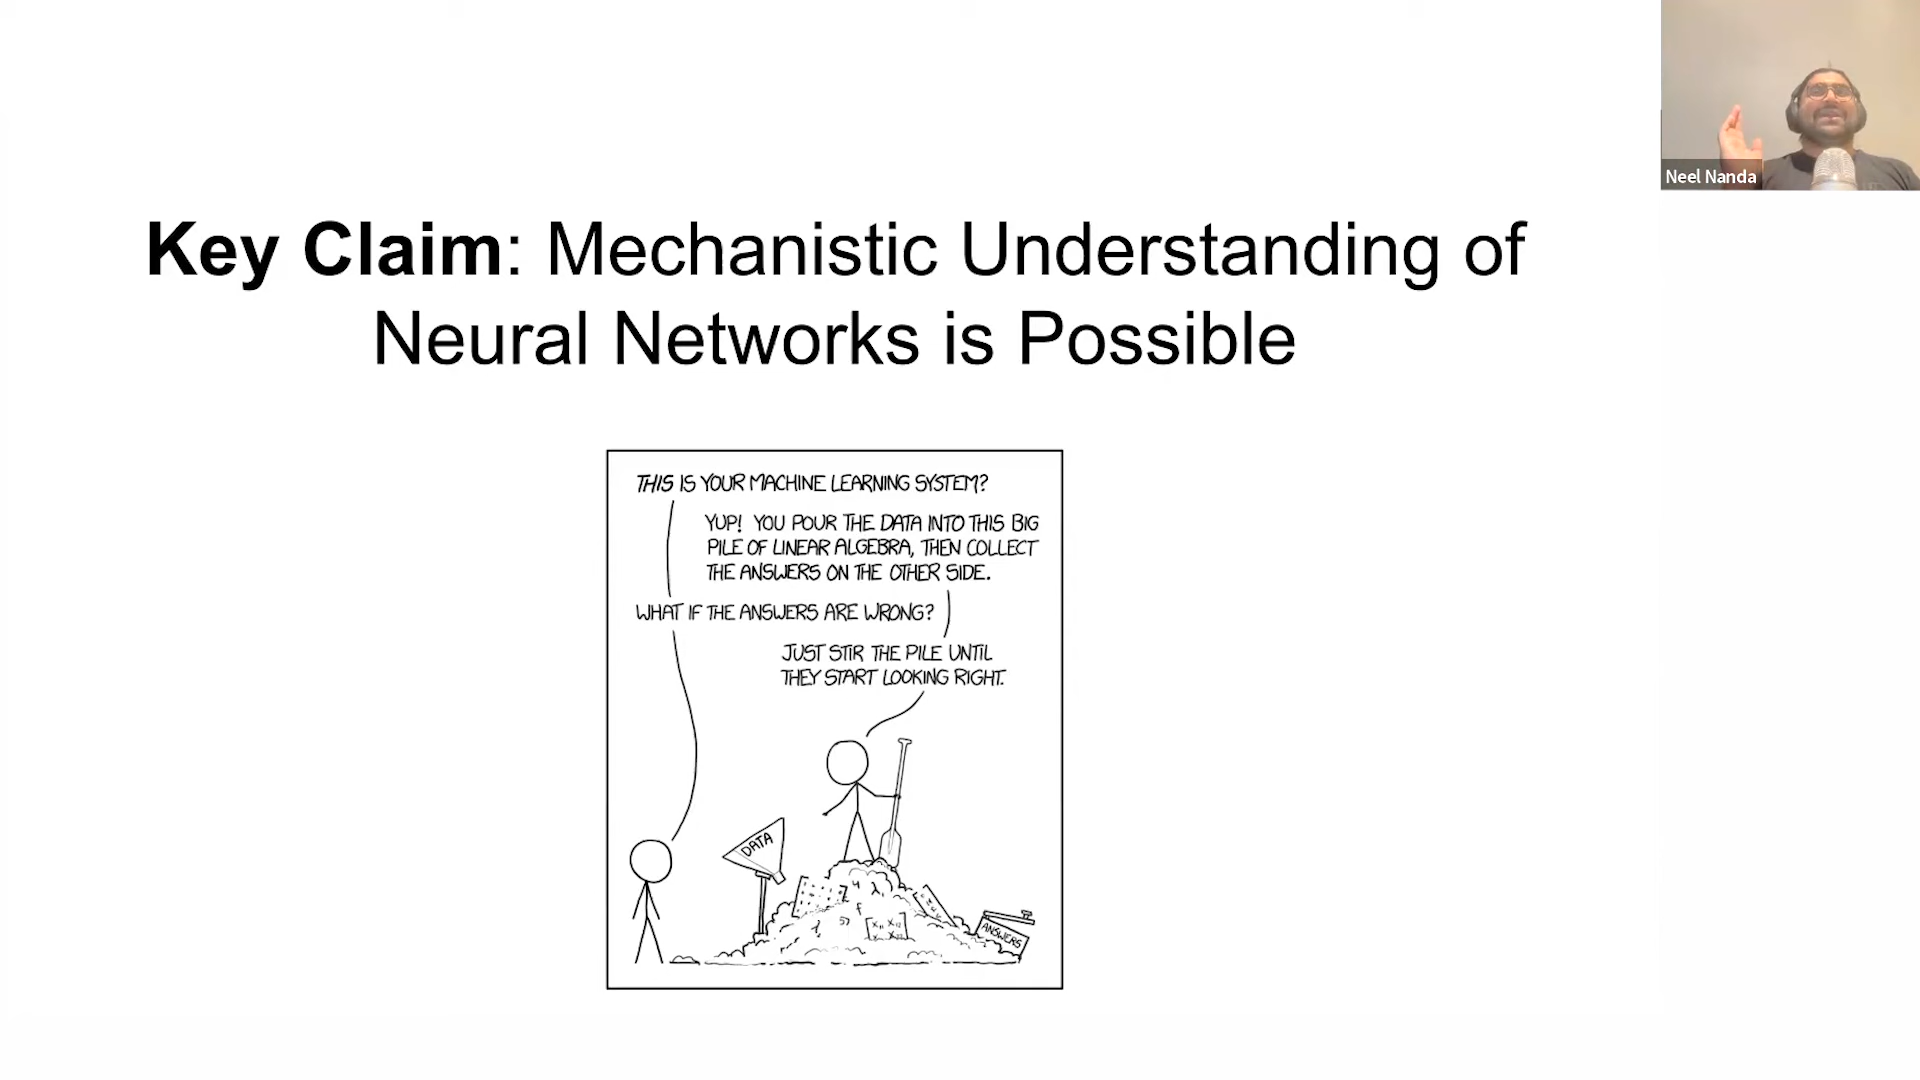 Neel Nanda
Key Claim: Mechanistic Understanding of
Neural Networks is Possible
THIS IS YOUR MACHINE LEARNING SYSTEM?
YUP! YOU POUR THE DATA INTO THIS BIG
PILE OF LINEAR ALGEBRA, THEN COLLECT
THE ANSWERS ON THE OTHER SIDE.
WHAT IF THE ANSWERS ARE WRONG?
JUST STIR THE PILE UNTIL
THEY START LOOKING RIGHT.
DATA
ANSWERS